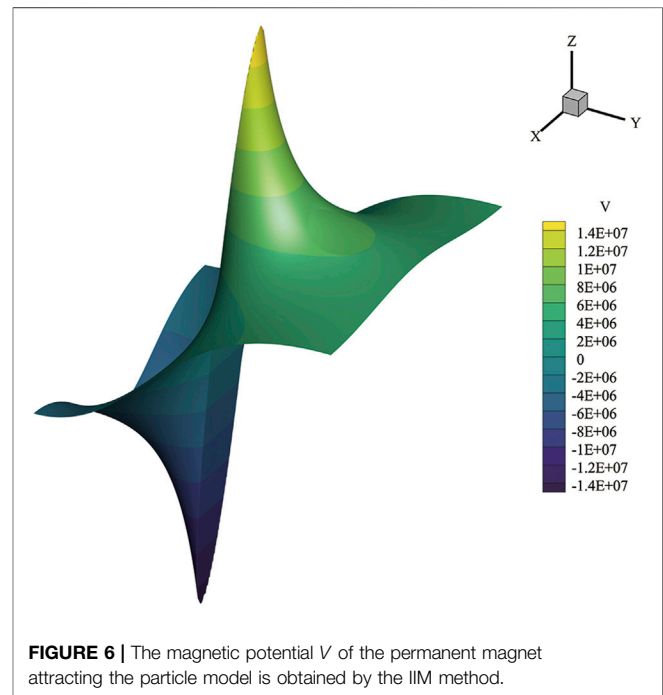 Z
Y
X
V
1.4E+07
1.2E+07
1E+07
8E+06
6E+06
4E+06
2E+06
0
-2E+06
-4E+06
-6E+06
-8E+06
-1E+07
-1.2E+07
-1.4E+07
FIGURE 6 | The magnetic potential V of the permanent magnet
attracting the particle model is obtained by the IIM method.